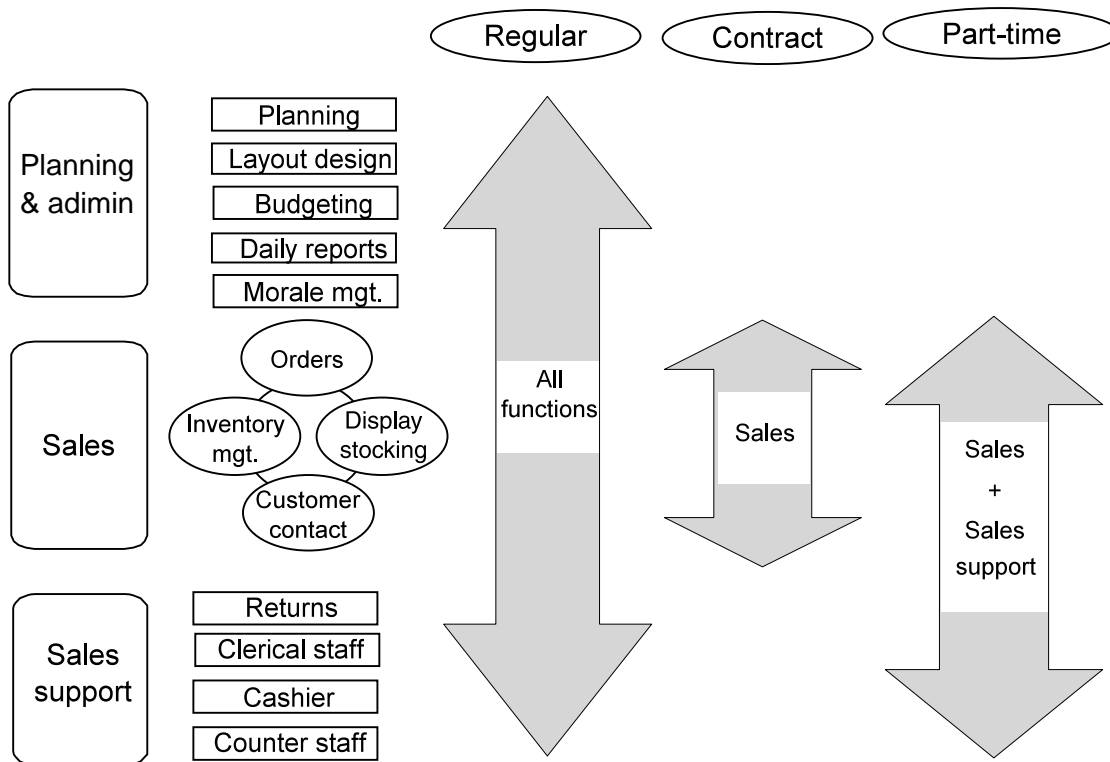 Regular
Contract
Part-time
Planning
& adimin
Planning
Layout design
Budgeting
Daily reports
Morale mgt.
Sales
Orders
Inventory
mgt.
Display
stocking
Customer
contact
Sales
support
Returns
Clerical staff
Cashier
Counter staff
All
functions
Sales
Sales
+
Sales
support